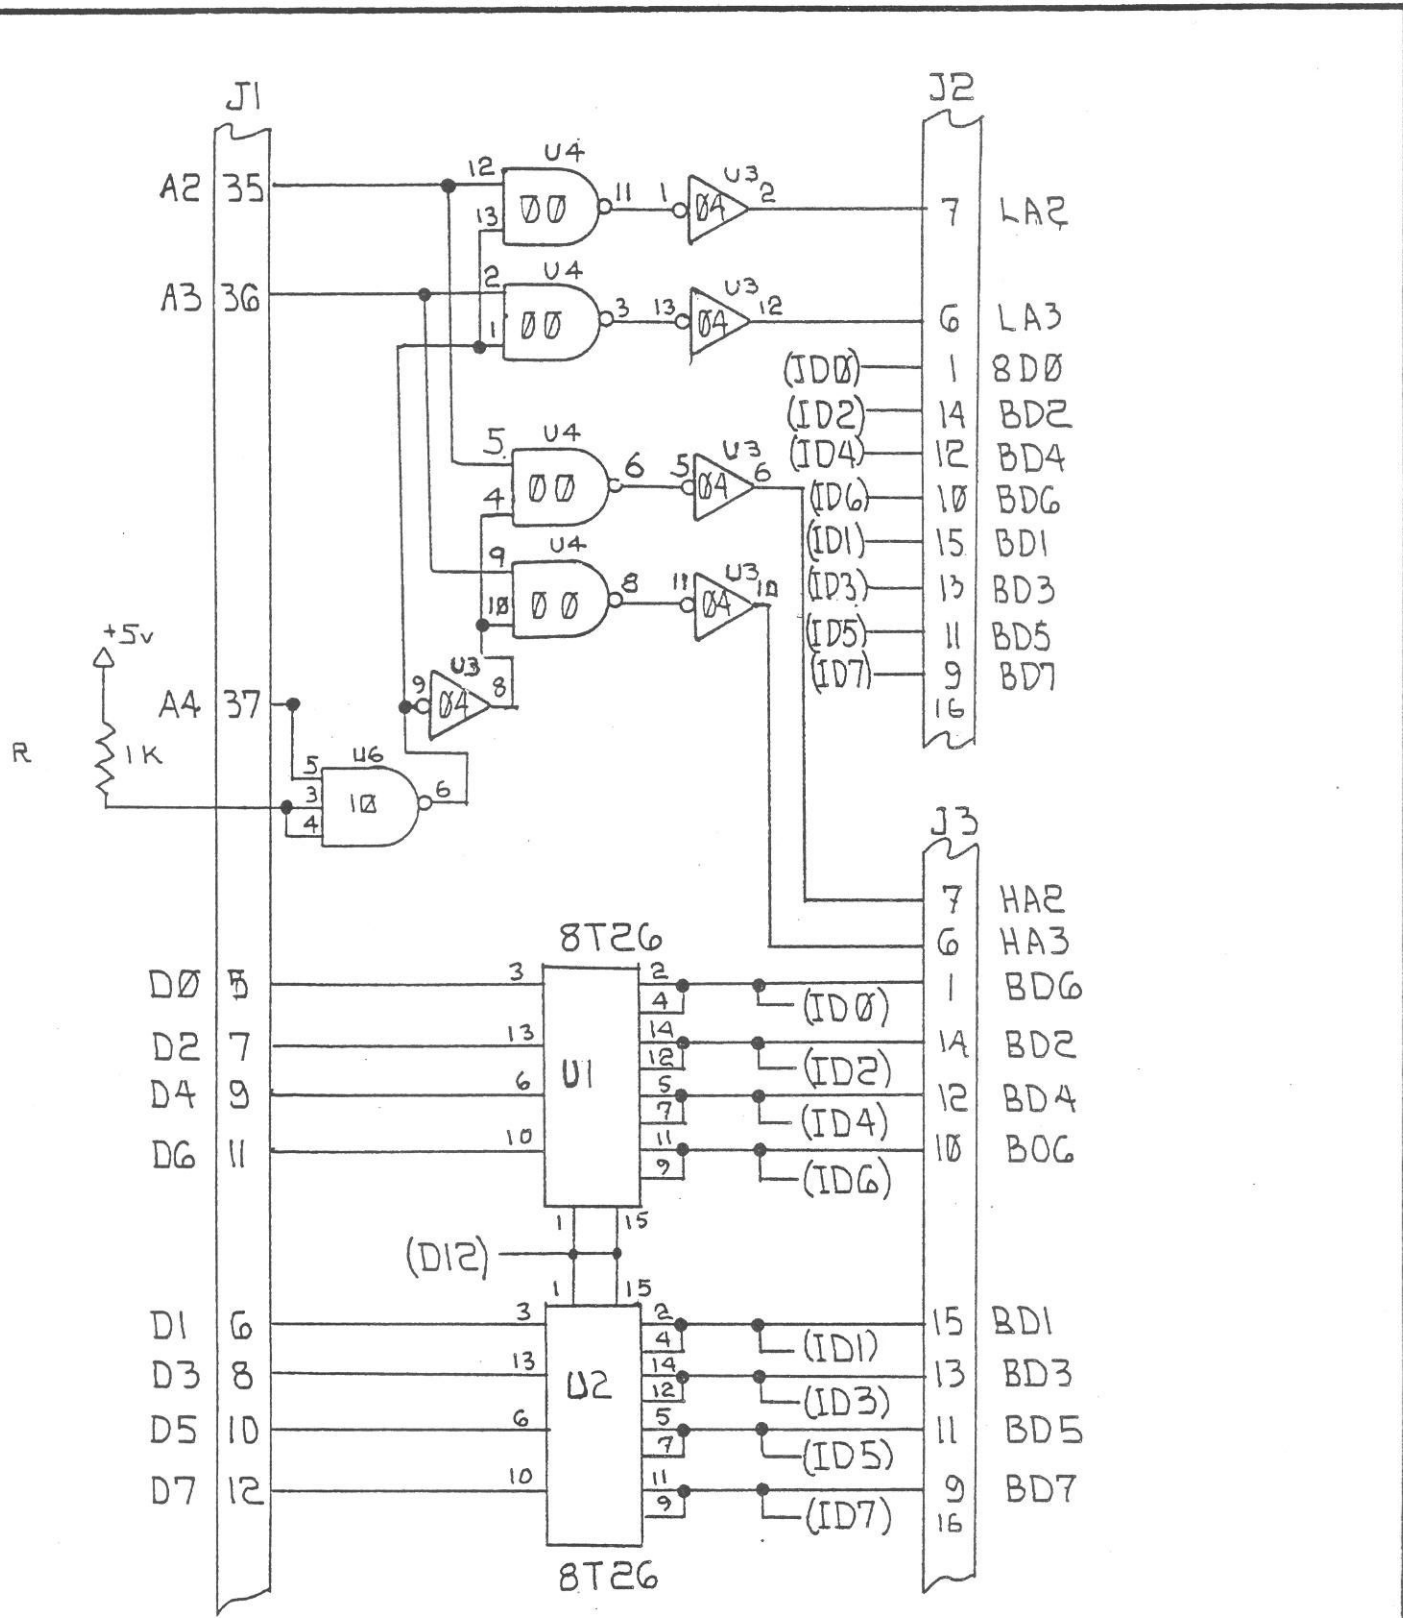 J1
J2
U4
12 11 1 U3 2
A2 35 00 04 7 LA2
13
U4
2 U3
A3 36 3 13 12
00 04 6 LA3
1
(ID0) 1 8D0
(ID2) 14 BD2
U4 U3
5 6 5 6 (ID4) 12 BD4
00 04
4 (ID6) 10 BD6
U4 (ID1) 15 BD1
9 8 11 U3 10 (ID3) 13 BD3
10 00 04
+5v (ID5) 11 BD5
U3 (ID7) 9 BD7
9 04 8
A4 37 16
R 1K U6
5
3 10 6
4
J3
7 HA2
8T26 6 HA3
D0 5 3 2 1 BD6
4 (ID0)
D2 7 13 14 14 BD2
12 (ID2)
U1
D4 9 6 5 12 BD4
7 (ID4)
D6 11 10 11 10 BO6
9 (ID6)
1 15
(D12)
1 15
D1 6 3 2 15 BD1
4 (ID1)
D3 8 13 14 13 BD3
U2
12 (ID3)
D5 10 6 5 11 BD5
7 (ID5)
D7 12 10 11 9 BD7
9 (ID7) 16
8T26